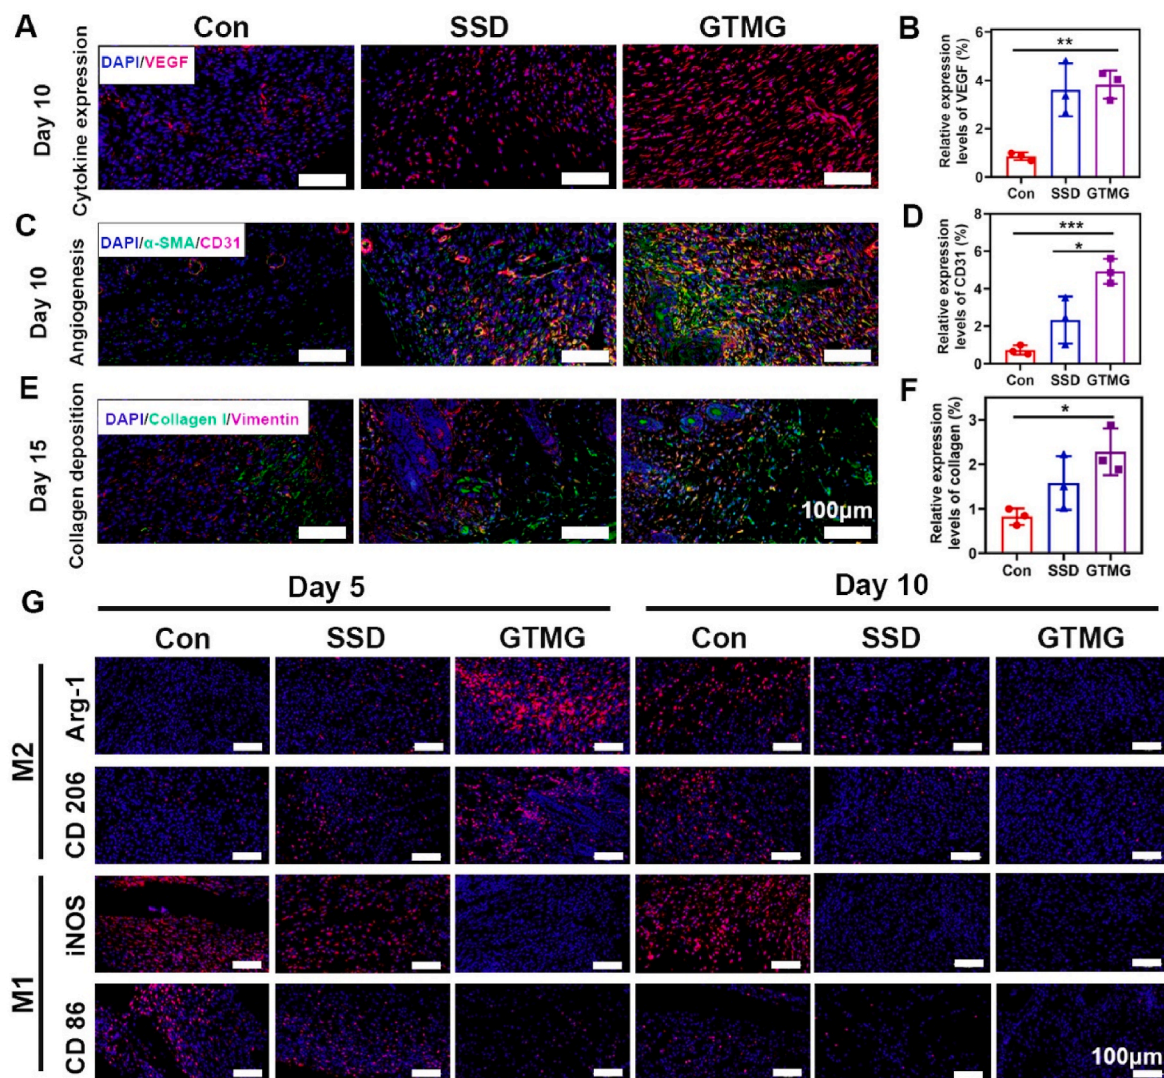 A
Con
SSD
GTMG
Day 10
Cytokine expression
DAPI/VEGF
B
Relative expression
levels of VEGF (%)
6
4
2
0
**
Con
SSD
GTMG
C
Day 10
Angiogenesis
DAPI/α-SMA/CD31
D
Relative expression
levels of CD31 (%)
8
6
4
2
0
***
*
Con
SSD
GTMG
E
Day 15
Collagen deposition
DAPI/Collagen I/Vimentin
100μm
F
Relative expression
levels of collagen (%)
3
2
1
0
*
Con
SSD
GTMG
G
Day 5
Day 10
Con
SSD
GTMG
Con
SSD
GTMG
M2
Arg-1
CD 206
M1
iNOS
CD 86
100μm